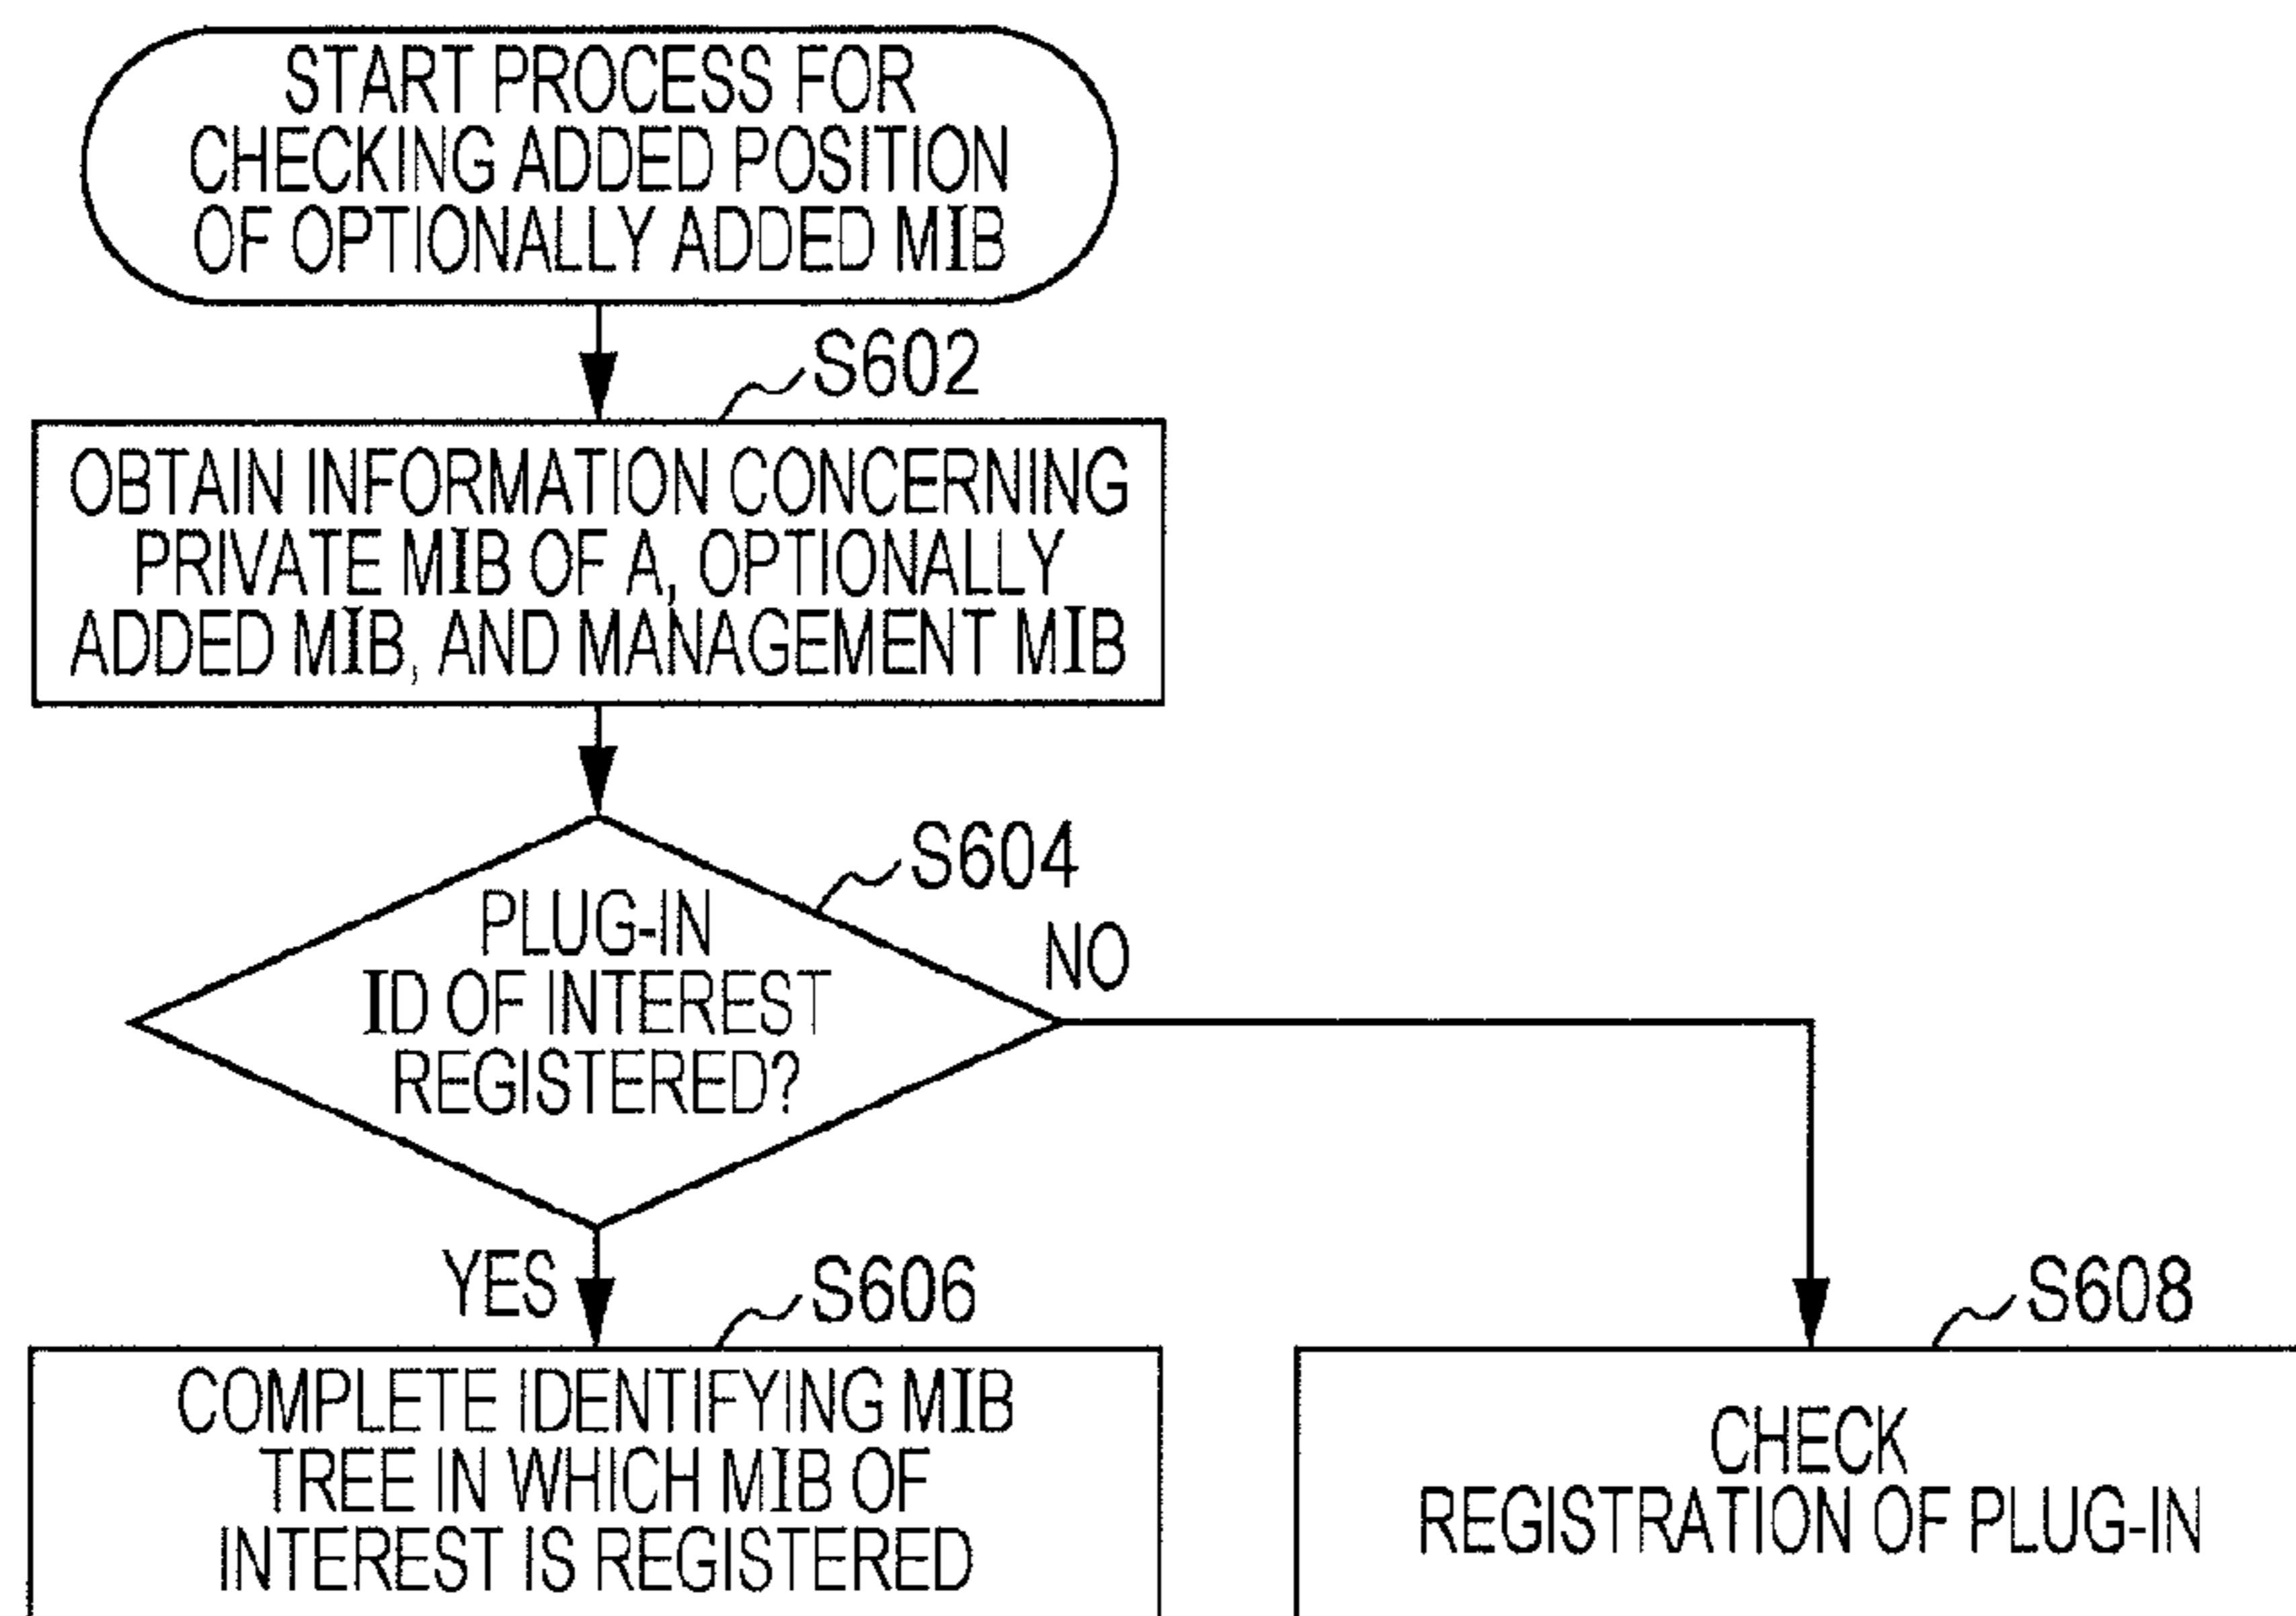 START PROCESS FOR
CHECKING ADDED POSITION
OF OPTIONALLY ADDED MIB
S602
OBTAIN INFORMATION CONCERNING
PRIVATE MIB OF A, OPTIONALLY
ADDED MIB, AND MANAGEMENT MIB
S604
PLUG-IN
ID OF INTEREST
REGISTERED?
NO
YES
S606
COMPLETE IDENTIFYING MIB
TREE IN WHICH MIB OF
INTEREST IS REGISTERED
S608
CHECK
REGISTRATION OF PLUG-IN